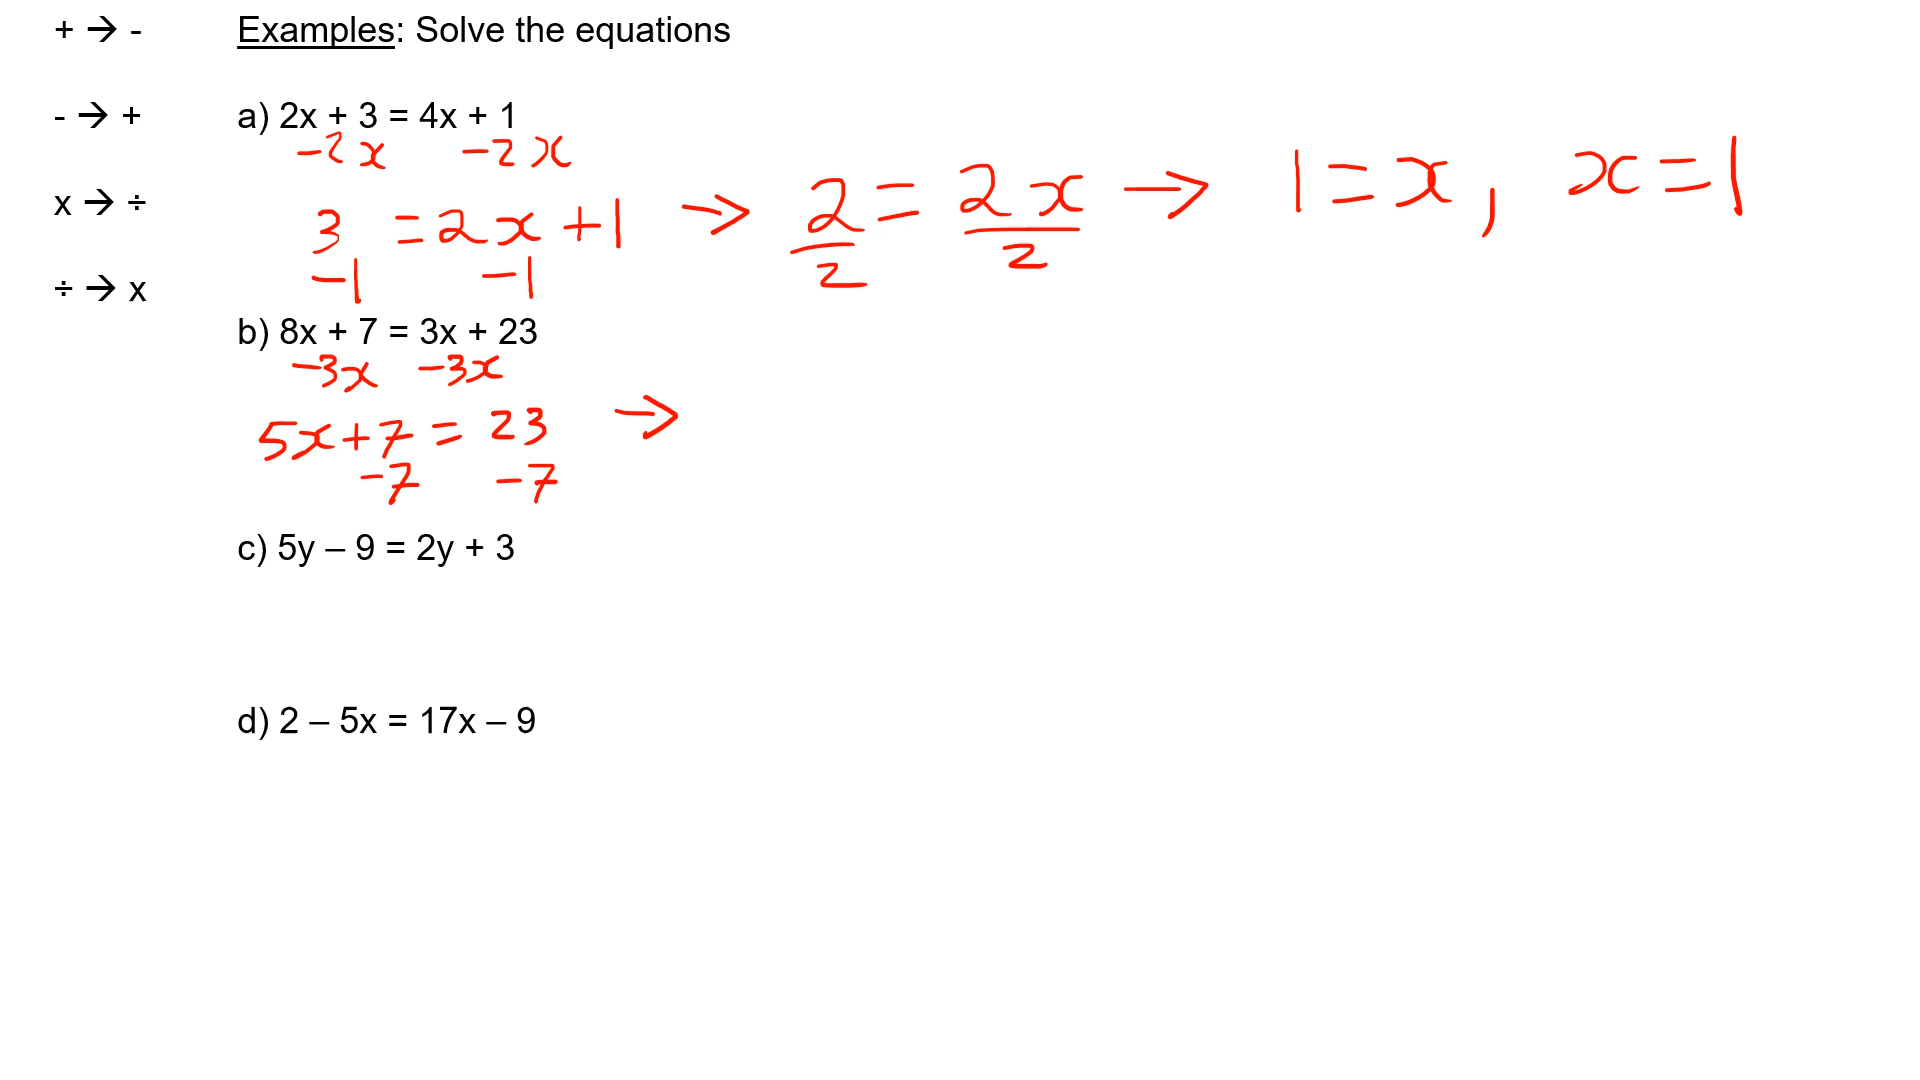 + → -
Examples: Solve the equations
- → +
a) 2x + 3 = 4x + 1
-2x -2x
x → ÷
3 = 2x + 1 → 2/2 = 2x/2 → 1 = x, x = 1
-1 -1
÷ → x
b) 8x + 7 = 3x + 23
-3x -3x
5x + 7 = 23 →
-7 -7
c) 5y – 9 = 2y + 3
d) 2 – 5x = 17x – 9